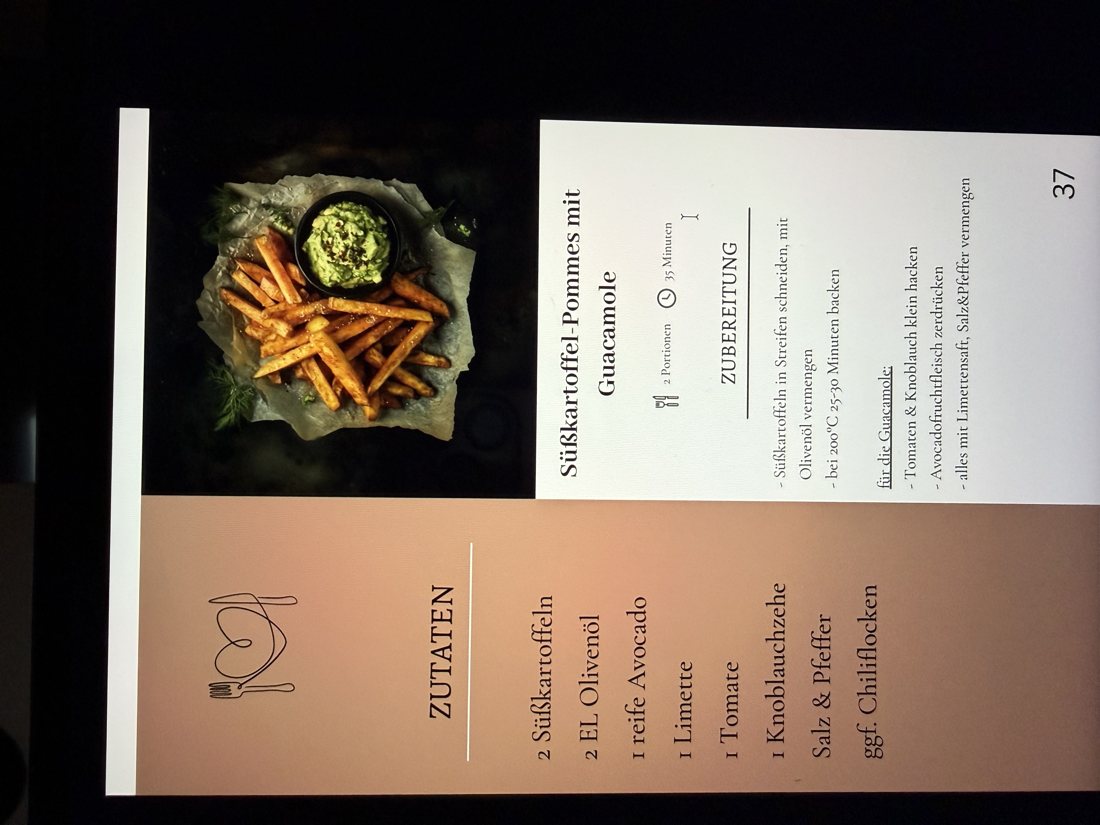 ZUTATEN
2 Süßkartoffeln
2 EL Olivenöl
1 reife Avocado
1 Limette
1 Tomate
1 Knoblauchzehe
Salz & Pfeffer
ggf. Chiliflocken
Süßkartoffel-Pommes mit
Guacamole
2 Portionen 35 Minuten
ZUBEREITUNG
- Süßkartoffeln in Streifen schneiden, mit
Olivenöl vermengen
- bei 200°C 25-30 Minuten backen
für die Guacamole:
- Tomaten & Knoblauch klein hacken
- Avocadofruchtfleisch zerdrücken
- alles mit Limettensaft, Salz&Pfeffer vermengen
37